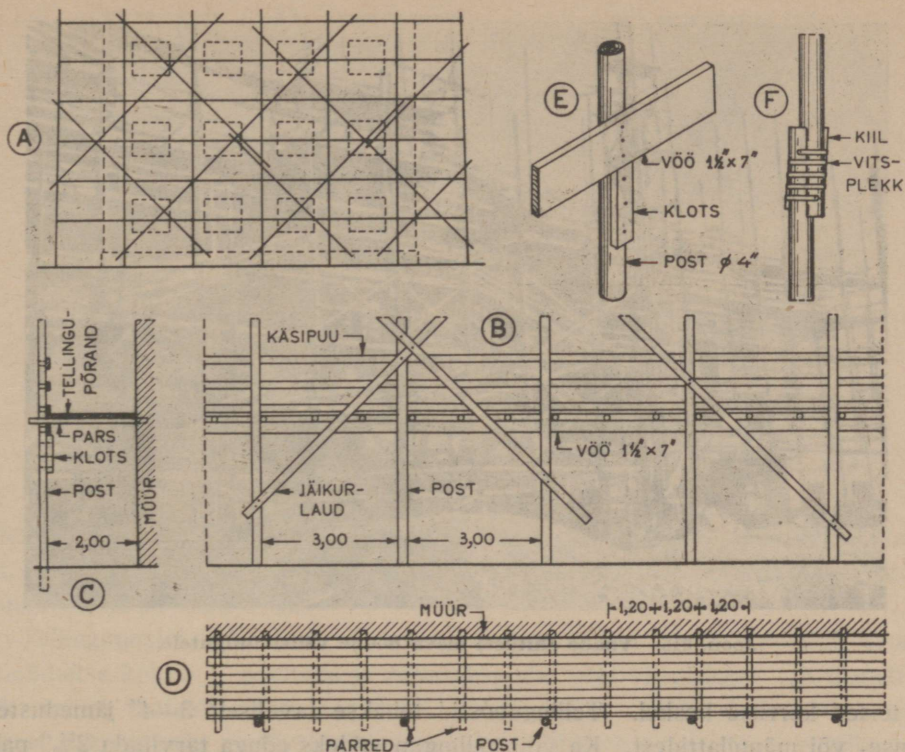 A
E
F
VÖÖ 1½"×7"
KLOTS
POST ϕ 4"
KIIL
VITS-
PLEKK
TELLINGU-
PÕRAND
PARS
KLOTS
POST
MÜÜR
2,00
C
B
KÄSIPUU
VÖÖ 1½"×7"
JÄIKUR-
LAUD
POST
3,00
3,00
MÜÜR
1,20
1,20
1,20
D
PARRED
POST